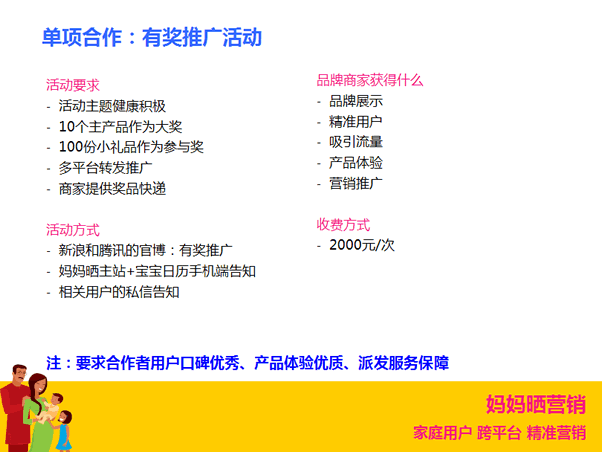 单项合作：有奖推广活动
活动要求
- 活动主题健康积极
- 10个主产品作为大奖
- 100份小礼品作为参与奖
- 多平台转发推广
- 商家提供奖品快递
活动方式
- 新浪和腾讯的官博：有奖推广
- 妈妈晒主站+宝宝日历手机端告知
- 相关用户的私信告知
品牌商家获得什么
- 品牌展示
- 精准用户
- 吸引流量
- 产品体验
- 营销推广
收费方式
- 2000元/次
注：要求合作者用户口碑优秀、产品体验优质、派发服务保障
妈妈晒营销
家庭用户 跨平台 精准营销